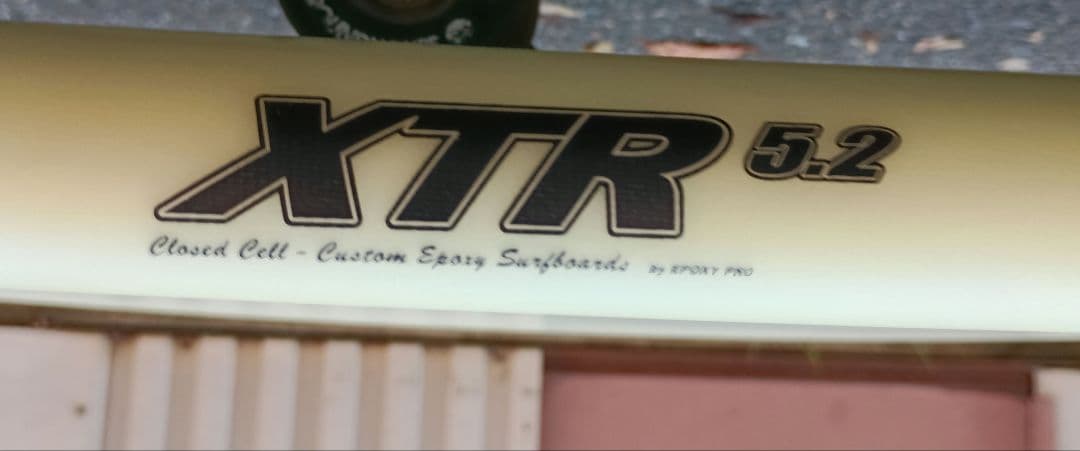 XTR 5.2
Closed Cell - Custom Epoxy Surfboards By EPOXY PRO